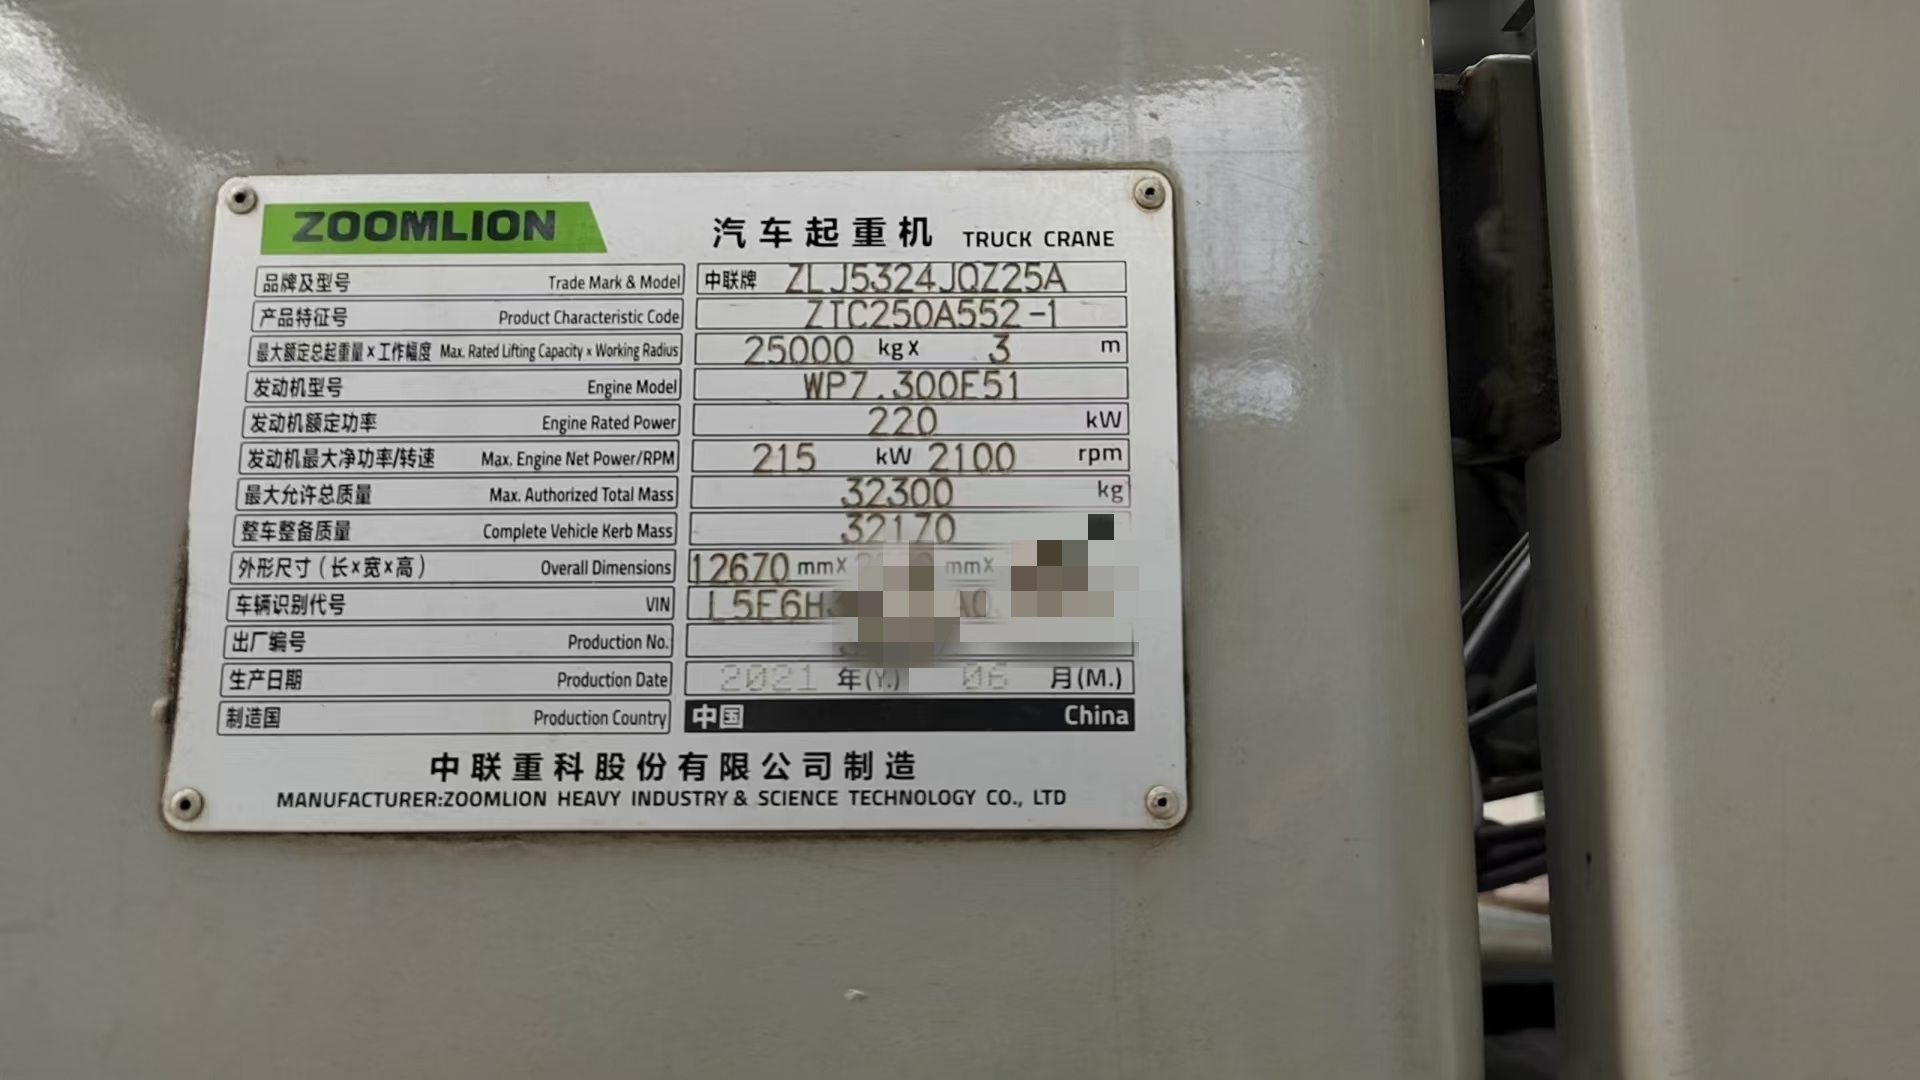 ZOOMLION
汽车起重机 TRUCK CRANE
品牌及型号 Trade Mark & Model 中联牌 ZLJ5324JQZ25A
产品特征号 Product Characteristic Code ZTC250A552-1
最大额定总起重量×工作幅度 Max. Rated Lifting Capacity × Working Radius 25000 kg× 3 m
发动机型号 Engine Model WP7.300E51
发动机额定功率 Engine Rated Power 220 kW
发动机最大净功率/转速 Max. Engine Net Power/RPM 215 kW 2100 rpm
最大允许总质量 Max. Authorized Total Mass 32300 kg
整车整备质量 Complete Vehicle Kerb Mass 32170
外形尺寸(长×宽×高) Overall Dimensions 12670 mm× mm×
车辆识别代号 VIN
出厂编号 Production No.
生产日期 Production Date 2021 年(Y.) 06 月(M.)
制造国 Production Country 中国 China
中联重科股份有限公司制造
MANUFACTURER:ZOOMLION HEAVY INDUSTRY & SCIENCE TECHNOLOGY CO., LTD